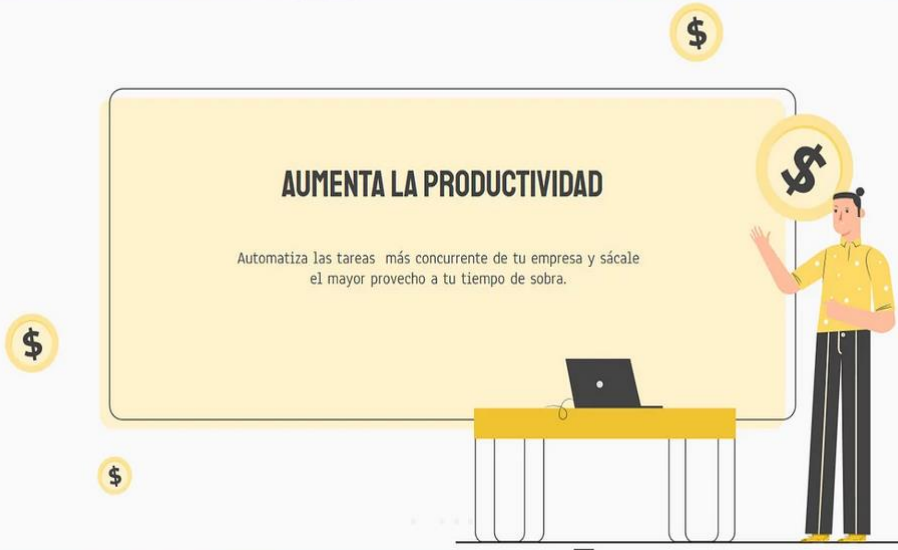 $
$
AUMENTA LA PRODUCTIVIDAD
Automatiza las tareas  más concurrente de tu empresa y sácale
el mayor provecho a tu tiempo de sobra.
$
$